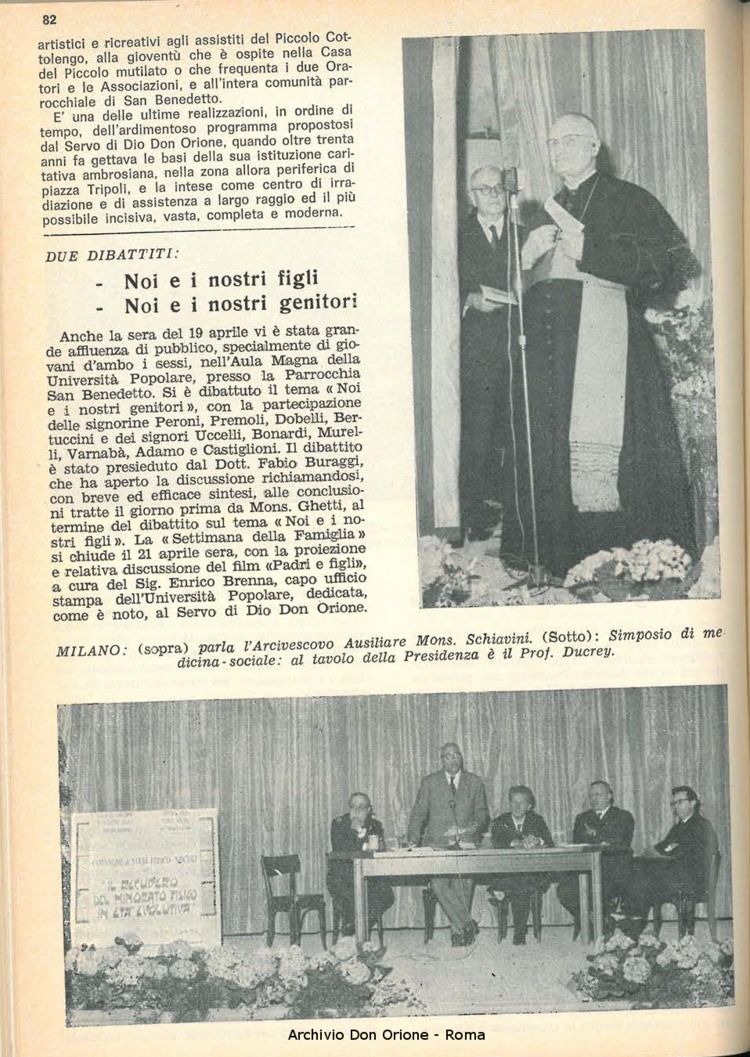 82
artistici e ricreativi agli assistiti del Piccolo Cot-
tolengo, alla gioventù che è ospite nella Casa
del Piccolo mutilato o che frequenta i due Ora-
tori e le Associazioni, e all'intera comunità par-
rocchiale di San Benedetto.
E' una delle ultime realizzazioni, in ordine di
tempo, dell'ardimentoso programma propostosi
dal Servo di Dio Don Orione, quando oltre trenta
anni fa gettava le basi della sua istituzione cari-
tativa ambrosiana, nella zona allora periferica di
piazza Tripoli, e la intese come centro di irra-
diazione e di assistenza a largo raggio ed il più
possibile incisiva, vasta, completa e moderna.
DUE DIBATTITI:
- Noi e i nostri figli
- Noi e i nostri genitori
Anche la sera del 19 aprile vi è stata gran-
de affluenza di pubblico, specialmente di gio-
vani d'ambo i sessi, nell'Aula Magna della
Università Popolare, presso la Parrocchia
San Benedetto. Si è dibattuto il tema « Noi
e i nostri genitori », con la partecipazione
delle signorine Peroni, Premoli, Dobelli, Ber-
tuccini e dei signori Uccelli, Bonardi, Murel-
li, Varnabà, Adamo e Castiglioni. Il dibattito
è stato presieduto dal Dott. Fabio Buraggi,
che ha aperto la discussione richiamandosi,
con breve ed efficace sintesi, alle conclusio-
ni tratte il giorno prima da Mons. Ghetti, al
termine del dibattito sul tema « Noi e i no-
stri figli ». La « Settimana della Famiglia »
si chiude il 21 aprile sera, con la proiezione
e relativa discussione del film «Padri e figli»,
a cura del Sig. Enrico Brenna, capo ufficio
stampa dell'Università Popolare, dedicata,
come è noto, al Servo di Dio Don Orione.
MILANO: (sopra) parla l'Arcivescovo Ausiliare Mons. Schiavini. (Sotto): Simposio di me
dicina-sociale: al tavolo della Presidenza è il Prof. Ducrey.
"IL RECUPERO
DEL MINORATO FISICO
IN ETÀ EVOLUTIVA"
Archivio Don Orione - Roma